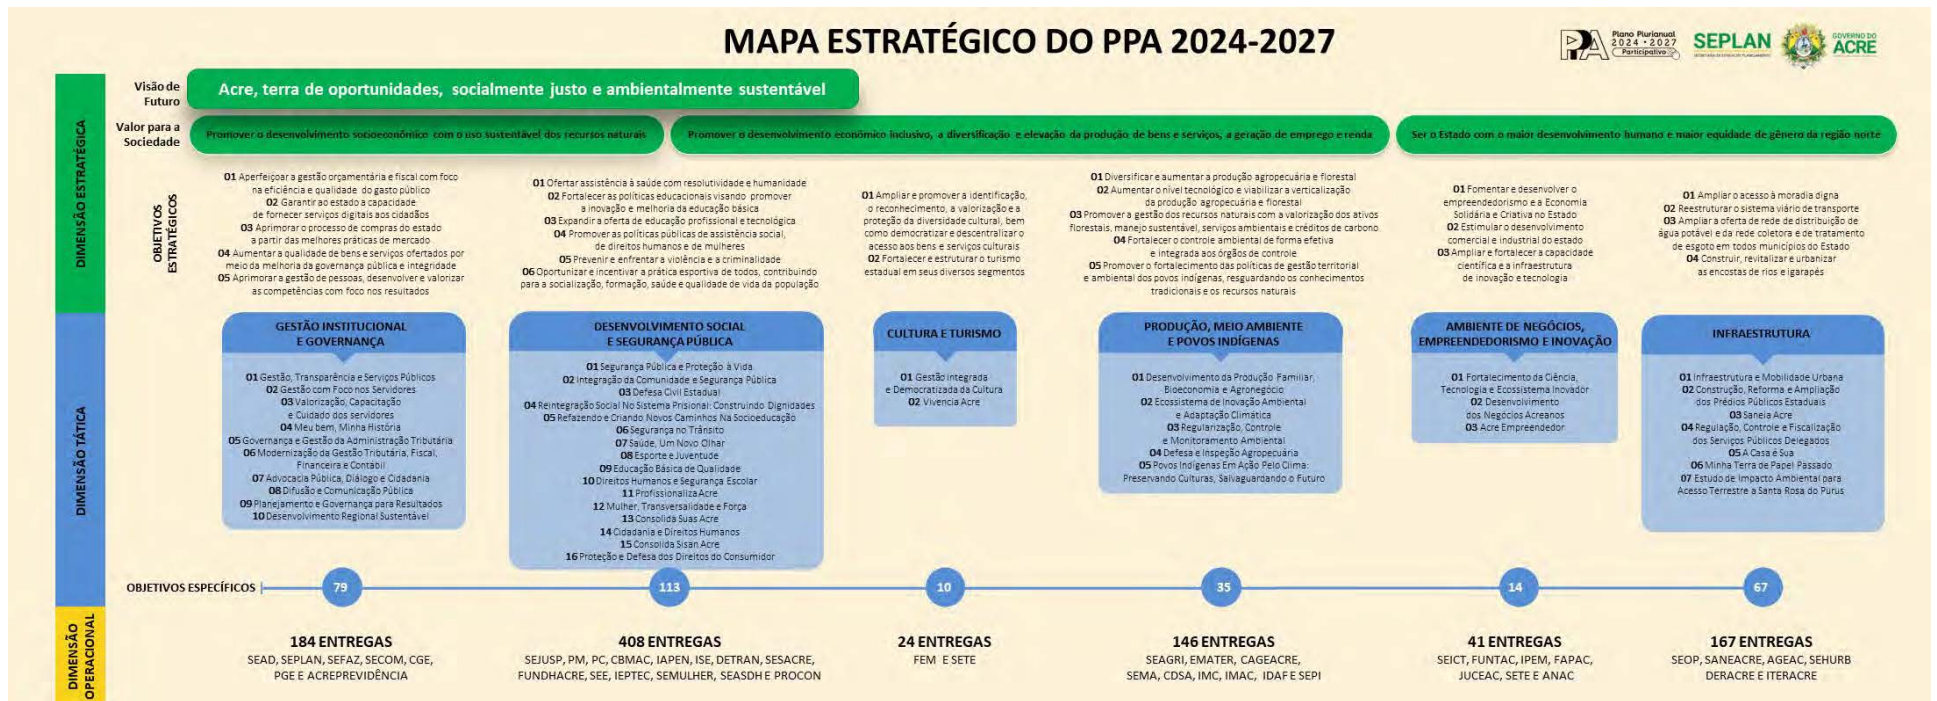 MAPA ESTRATÉGICO DO PPA 2024-2027
PPA
Plano Plurianual
2024 • 2027
Participativo
SEPLAN
GOVERNO DO
ACRE
DIMENSÃO ESTRATÉGICA
Visão de
Futuro
Acre, terra de oportunidades, socialmente justo e ambientalmente sustentável
Valor para a
Sociedade
Promover o desenvolvimento socioeconômico com o uso sustentável dos recursos naturais
Promover o desenvolvimento econômico inclusivo, a diversificação e elevação da produção de bens e serviços, a geração de emprego e renda
Ser o Estado com o maior desenvolvimento humano e maior equidade de gênero da região norte
OBJETIVOS
ESTRATÉGICOS
01 Aperfeiçoar a gestão orçamentária e fiscal com foco
na eficiência e qualidade do gasto público
02 Garantir ao estado a capacidade
de fornecer serviços digitais aos cidadãos
03 Aprimorar o processo de compras do estado
a partir das melhores práticas de mercado
04 Aumentar a qualidade de bens e serviços ofertados por
meio da melhoria da governança pública e integridade
05 Aprimorar a gestão de pessoas, desenvolver e valorizar
as competências com foco nos resultados
01 Ofertar assistência à saúde com resolutividade e humanidade
02 Fortalecer as políticas educacionais visando promover
a inovação e melhoria da educação básica
03 Expandir a oferta de educação profissional e tecnológica
04 Promover as políticas públicas de assistência social,
de direitos humanos e de mulheres
05 Prevenir e enfrentar a violência e a criminalidade
06 Oportunizar e incentivar a prática esportiva de todos, contribuindo
para a socialização, formação, saúde e qualidade de vida da população
01 Ampliar e promover a identificação,
o reconhecimento, a valorização e a
proteção da diversidade cultural, bem
como democratizar e descentralizar o
acesso aos bens e serviços culturais
02 Fortalecer e estruturar o turismo
estadual em seus diversos segmentos
01 Diversificar e aumentar a produção agropecuária e florestal
02 Aumentar o nível tecnológico e viabilizar a verticalização
da produção agropecuária e florestal
03 Promover a gestão dos recursos naturais com a valorização dos ativos
florestais, manejo sustentável, serviços ambientais e créditos de carbono
04 Fortalecer o controle ambiental de forma efetiva
e integrada aos órgãos de controle
05 Promover o fortalecimento das políticas de gestão territorial
e ambiental dos povos indígenas, resguardando os conhecimentos
tradicionais e os recursos naturais
01 Fomentar e desenvolver o
empreendedorismo e a Economia
Solidária e Criativa no Estado
02 Estimular o desenvolvimento
comercial e industrial do estado
03 Ampliar e fortalecer a capacidade
científica e a infraestrutura
de inovação e tecnologia
01 Ampliar o acesso à moradia digna
02 Reestruturar o sistema viário de transporte
03 Ampliar a oferta de rede de distribuição de
água potável e da rede coletora e de tratamento
de esgoto em todos municípios do Estado
04 Construir, revitalizar e urbanizar
as encostas de rios e igarapés
DIMENSÃO TÁTICA
GESTÃO INSTITUCIONAL
E GOVERNANÇA
01 Gestão, Transparência e Serviços Públicos
02 Gestão com Foco nos Servidores
03 Valorização, Capacitação
e Cuidado dos servidores
04 Meu bem, Minha História
05 Governança e Gestão da Administração Tributária
06 Modernização da Gestão Tributária, Fiscal,
Financeira e Contábil
07 Advocacia Pública, Diálogo e Cidadania
08 Difusão e Comunicação Pública
09 Planejamento e Governança para Resultados
10 Desenvolvimento Regional Sustentável
DESENVOLVIMENTO SOCIAL
E SEGURANÇA PÚBLICA
01 Segurança Pública e Proteção à Vida
02 Integração da Comunidade e Segurança Pública
03 Defesa Civil Estadual
04 Reintegração Social No Sistema Prisional: Construindo Dignidades
05 Refazendo e Criando Novos Caminhos Na Socioeducação
06 Segurança no Trânsito
07 Saúde, Um Novo Olhar
08 Esporte e Juventude
09 Educação Básica de Qualidade
10 Direitos Humanos e Segurança Escolar
11 Profissionaliza Acre
12 Mulher, Transversalidade e Força
13 Consolida Suas Acre
14 Cidadania e Direitos Humanos
15 Consolida Sisan Acre
16 Proteção e Defesa dos Direitos do Consumidor
CULTURA E TURISMO
01 Gestão integrada
e Democratizada da Cultura
02 Vivencia Acre
PRODUÇÃO, MEIO AMBIENTE
E POVOS INDÍGENAS
01 Desenvolvimento da Produção Familiar,
Bioeconomia e Agronegócio
02 Ecossistema de Inovação Ambiental
e Adaptação Climática
03 Regularização, Controle
e Monitoramento Ambiental
04 Defesa e Inspeção Agropecuária
05 Povos Indígenas Em Ação Pelo Clima:
Preservando Culturas, Salvaguardando o Futuro
AMBIENTE DE NEGÓCIOS,
EMPREENDEDORISMO E INOVAÇÃO
01 Fortalecimento da Ciência,
Tecnologia e Ecossistema Inovador
02 Desenvolvimento
dos Negócios Acreanos
03 Acre Empreendedor
INFRAESTRUTURA
01 Infraestrutura e Mobilidade Urbana
02 Construção, Reforma e Ampliação
dos Prédios Públicos Estaduais
03 Saneia Acre
04 Regulação, Controle e Fiscalização
dos Serviços Públicos Delegados
05 A Casa é Sua
06 Minha Terra de Papel Passado
07 Estudo de Impacto Ambiental para
Acesso Terrestre a Santa Rosa do Purus
OBJETIVOS ESPECÍFICOS
79
113
10
35
14
67
DIMENSÃO
OPERACIONAL
184 ENTREGAS
SEAD, SEPLAN, SEFAZ, SECOM, CGE,
PGE E ACREPREVIDÊNCIA
408 ENTREGAS
SEJUSP, PM, PC, CBMAC, IAPEN, ISE, DETRAN, SESACRE,
FUNDHACRE, SEE, IEPTEC, SEMULHER, SEASDH E PROCON
24 ENTREGAS
FEM E SETE
146 ENTREGAS
SEAGRI, EMATER, CAGEACRE,
SEMA, CDSA, IMC, IMAC, IDAF E SEPI
41 ENTREGAS
SEICT, FUNTAC, IPEM, FAPAC,
JUCEAC, SETE E ANAC
167 ENTREGAS
SEOP, SANEACRE, AGEAC, SEHURB
DERACRE E ITERACRE